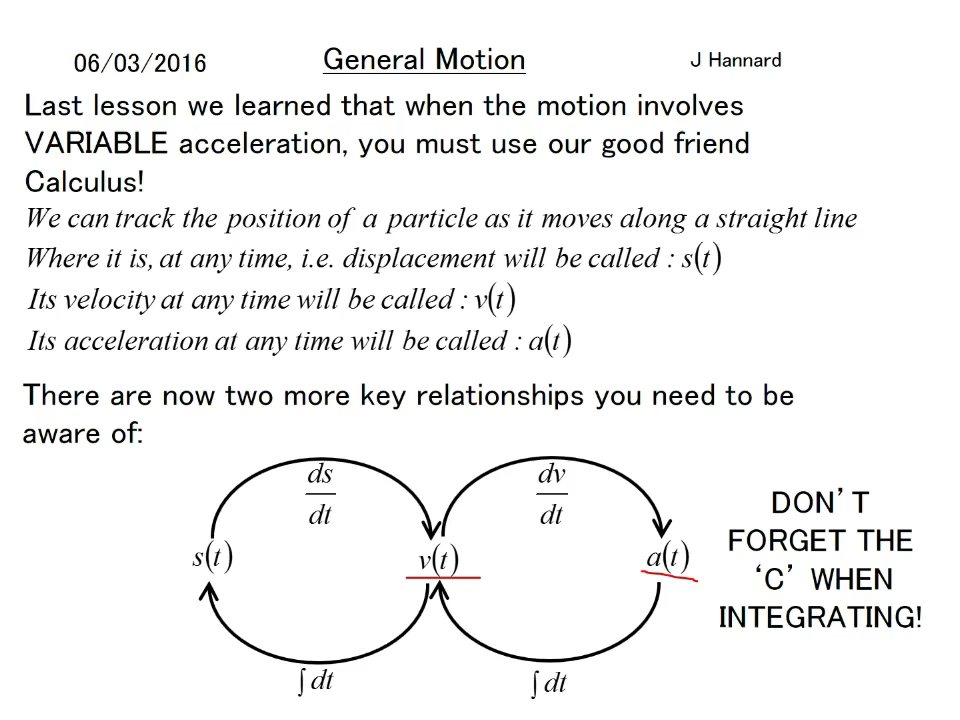 06/03/2016 General Motion J Hannard
Last lesson we learned that when the motion involves
VARIABLE acceleration, you must use our good friend
Calculus!
We can track the position of a particle as it moves along a straight line
Where it is, at any time, i.e. displacement will be called : s(t)
Its velocity at any time will be called : v(t)
Its acceleration at any time will be called : a(t)
There are now two more key relationships you need to be
aware of:
ds/dt dv/dt
s(t) v(t) a(t)
∫ dt ∫ dt
DON'T
FORGET THE
'C' WHEN
INTEGRATING!